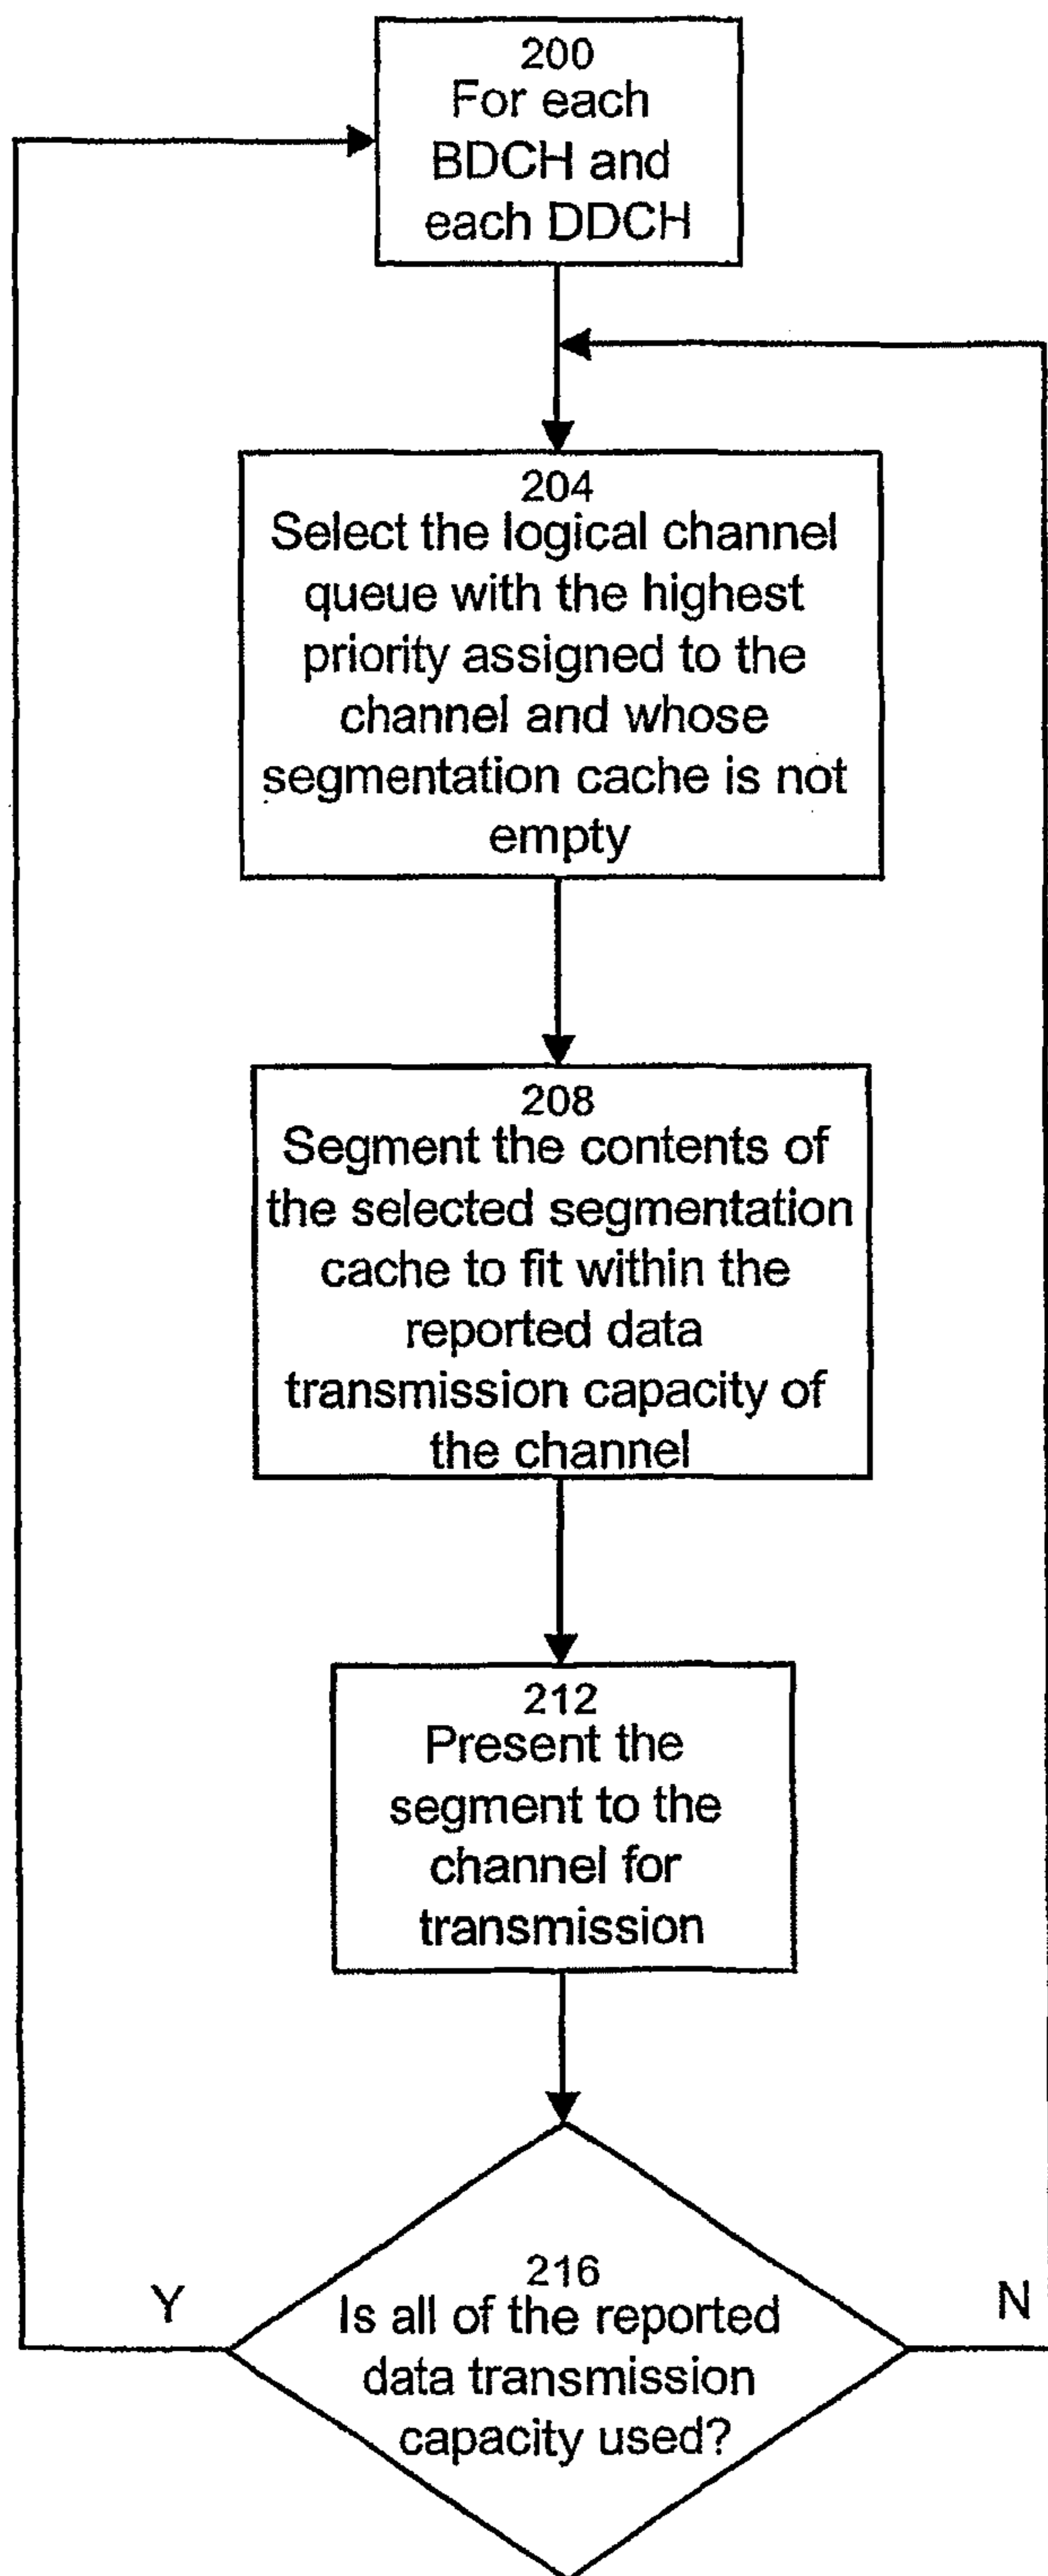 200
For each
BDCH and
each DDCH
204
Select the logical channel
queue with the highest
priority assigned to the
channel and whose
segmentation cache is not
empty
208
Segment the contents of
the selected segmentation
cache to fit within the
reported data
transmission capacity of
the channel
212
Present the
segment to the
channel for
transmission
216
Is all of the reported
data transmission
capacity used?
Y
N